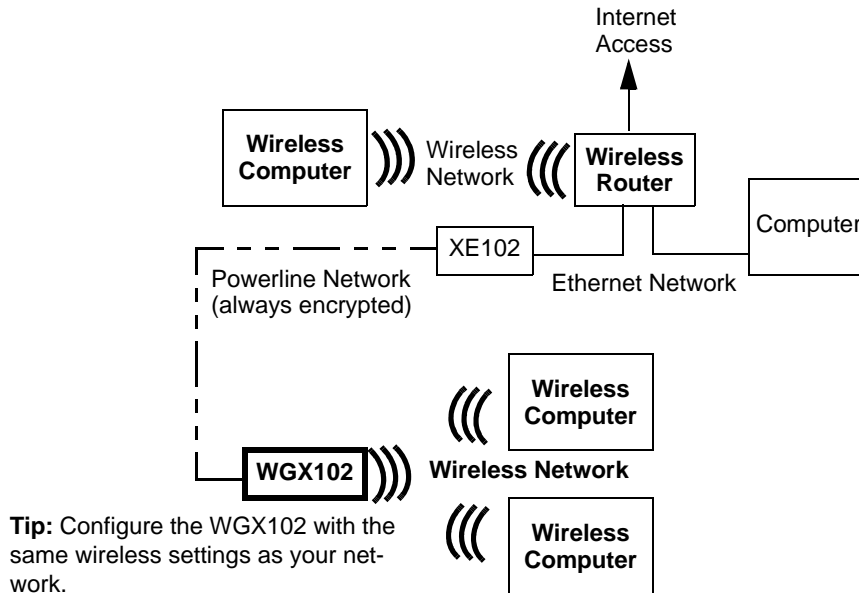 Internet
Access
Wireless
Computer
Wireless
Network
Wireless
Router
Computer
XE102
Ethernet Network
Powerline Network
(always encrypted)
Wireless
Computer
WGX102
Wireless Network
Tip: Configure the WGX102 with the
same wireless settings as your net-
work.
Wireless
Computer